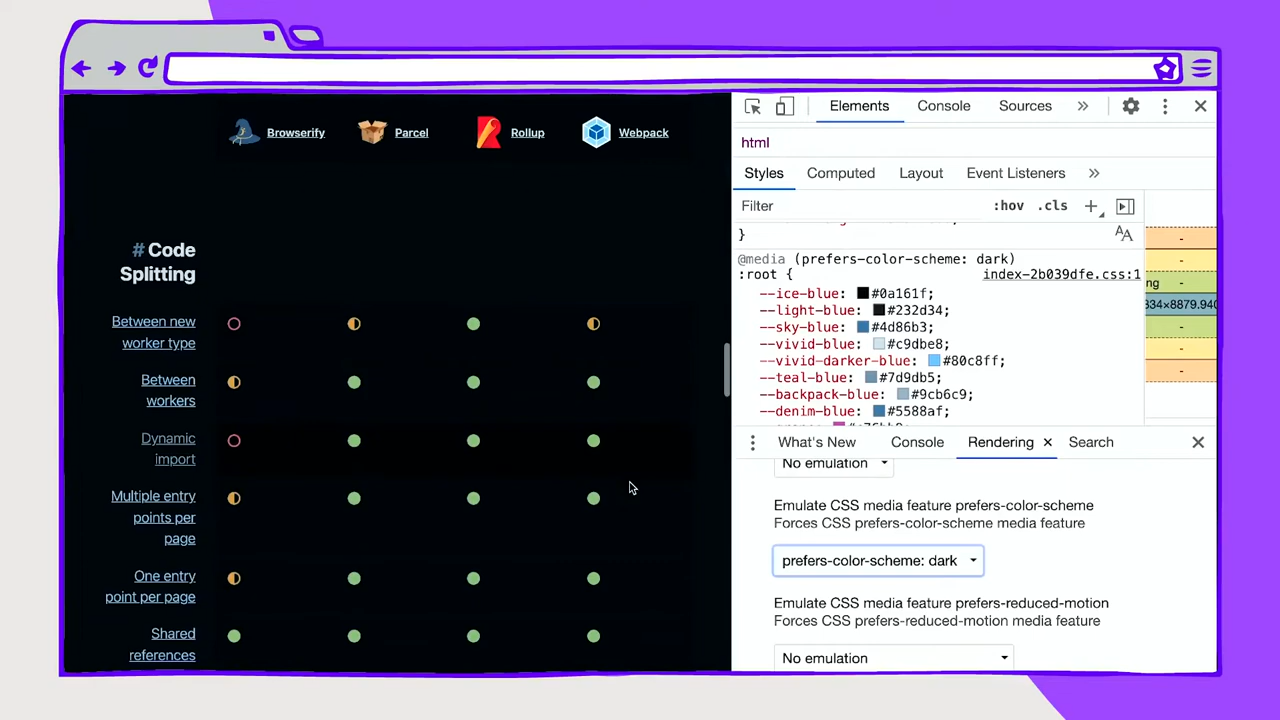 Browserify
Parcel
Rollup
Webpack
# Code
Splitting
Between new
worker type
Between
workers
Dynamic
import
Multiple entry
points per
page
One entry
point per page
Shared
references
Elements
Console
Sources
html
Styles
Computed
Layout
Event Listeners
Filter
:hov
.cls
}
@media (prefers-color-scheme: dark)
:root {
index-2b039dfe.css:1
--ice-blue: #0a161f;
--light-blue: #232d34;
--sky-blue: #4d86b3;
--vivid-blue: #c9dbe8;
--vivid-darker-blue: #80c8ff;
--teal-blue: #7d9db5;
--backpack-blue: #9cb6c9;
--denim-blue: #5588af;
-
-
ng -
834×8879.940
-
-
-
What's New
Console
Rendering
Search
No emulation
Emulate CSS media feature prefers-color-scheme
Forces CSS prefers-color-scheme media feature
prefers-color-scheme: dark
Emulate CSS media feature prefers-reduced-motion
Forces CSS prefers-reduced-motion media feature
No emulation